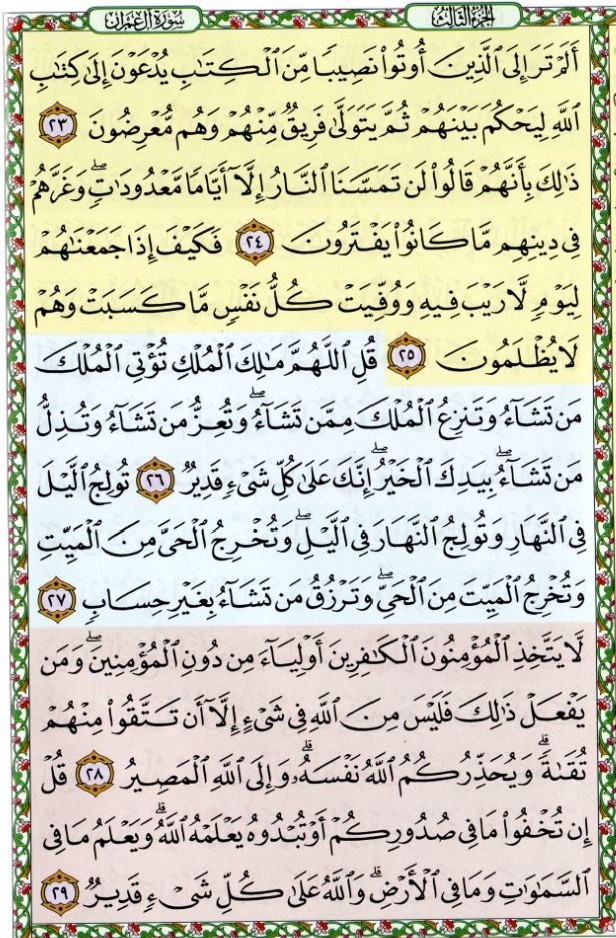 الجزء الثالث
سورة آل عمران
أَلَمْ تَرَ إِلَى ٱلَّذِينَ أُوتُوا۟ نَصِيبًا مِّنَ ٱلْكِتَٰبِ يُدْعَوْنَ إِلَىٰ كِتَٰبِ
ٱللَّهِ لِيَحْكُمَ بَيْنَهُمْ ثُمَّ يَتَوَلَّىٰ فَرِيقٌ مِّنْهُمْ وَهُم مُّعْرِضُونَ ٢٣
ذَٰلِكَ بِأَنَّهُمْ قَالُوا۟ لَن تَمَسَّنَا ٱلنَّارُ إِلَّآ أَيَّامًا مَّعْدُودَٰتٍ ۖ وَغَرَّهُمْ
فِى دِينِهِم مَّا كَانُوا۟ يَفْتَرُونَ ٢٤ فَكَيْفَ إِذَا جَمَعْنَٰهُمْ
لِيَوْمٍ لَّا رَيْبَ فِيهِ وَوُفِّيَتْ كُلُّ نَفْسٍ مَّا كَسَبَتْ وَهُمْ
لَا يُظْلَمُونَ ٢٥ قُلِ ٱللَّهُمَّ مَٰلِكَ ٱلْمُلْكِ تُؤْتِى ٱلْمُلْكَ
مَن تَشَآءُ وَتَنزِعُ ٱلْمُلْكَ مِمَّن تَشَآءُ وَتُعِزُّ مَن تَشَآءُ وَتُذِلُّ
مَن تَشَآءُ ۖ بِيَدِكَ ٱلْخَيْرُ ۖ إِنَّكَ عَلَىٰ كُلِّ شَىْءٍ قَدِيرٌ ٢٦ تُولِجُ ٱلَّيْلَ
فِى ٱلنَّهَارِ وَتُولِجُ ٱلنَّهَارَ فِى ٱلَّيْلِ ۖ وَتُخْرِجُ ٱلْحَىَّ مِنَ ٱلْمَيِّتِ
وَتُخْرِجُ ٱلْمَيِّتَ مِنَ ٱلْحَىِّ ۖ وَتَرْزُقُ مَن تَشَآءُ بِغَيْرِ حِسَابٍ ٢٧
لَّا يَتَّخِذِ ٱلْمُؤْمِنُونَ ٱلْكَٰفِرِينَ أَوْلِيَآءَ مِن دُونِ ٱلْمُؤْمِنِينَ ۖ وَمَن
يَفْعَلْ ذَٰلِكَ فَلَيْسَ مِنَ ٱللَّهِ فِى شَىْءٍ إِلَّآ أَن تَتَّقُوا۟ مِنْهُمْ
تُقَىٰةً ۗ وَيُحَذِّرُكُمُ ٱللَّهُ نَفْسَهُۥ ۗ وَإِلَى ٱللَّهِ ٱلْمَصِيرُ ٢٨ قُلْ
إِن تُخْفُوا۟ مَا فِى صُدُورِكُمْ أَوْ تُبْدُوهُ يَعْلَمْهُ ٱللَّهُ ۗ وَيَعْلَمُ مَا فِى
ٱلسَّمَٰوَٰتِ وَمَا فِى ٱلْأَرْضِ ۗ وَٱللَّهُ عَلَىٰ كُلِّ شَىْءٍ قَدِيرٌ ٢٩